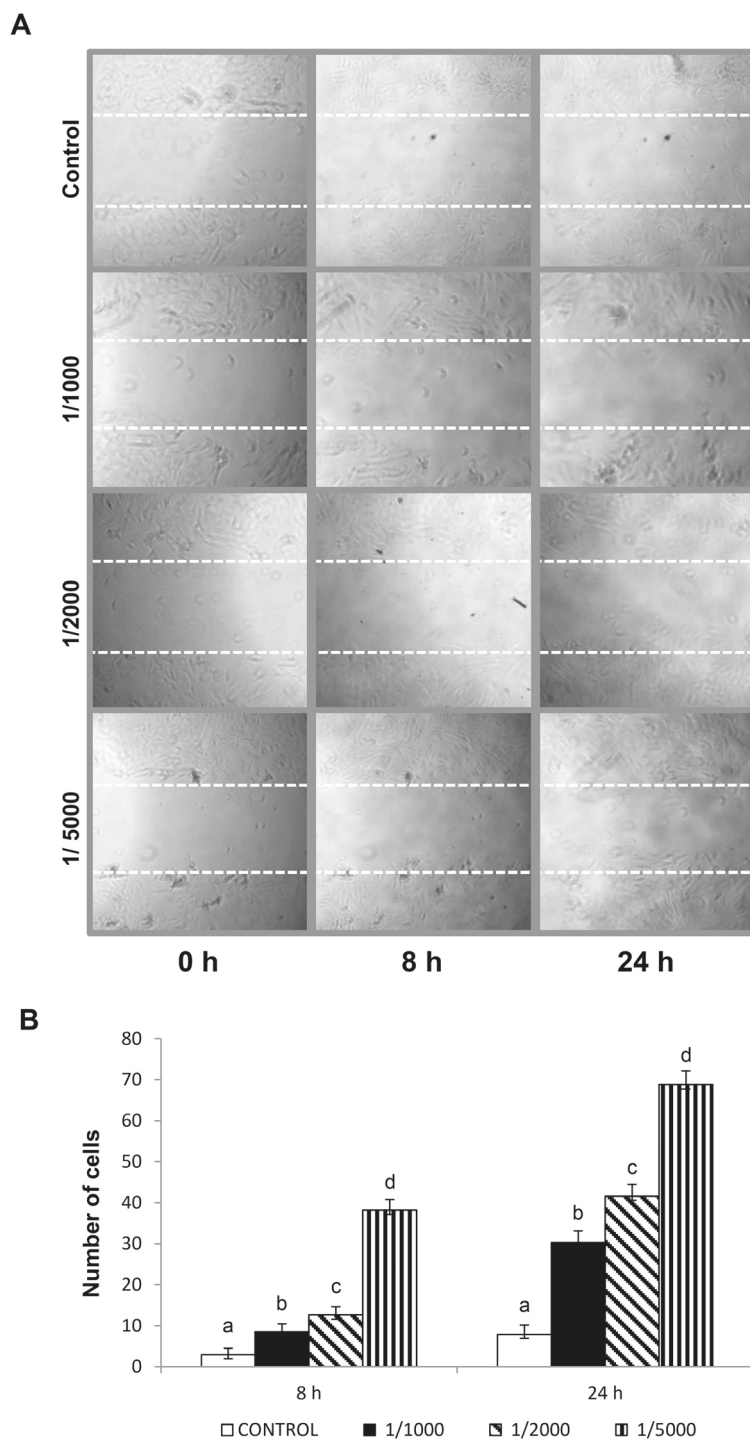 A
Control
1/1000
1/2000
1/ 5000
0 h
8 h
24 h
B
Number of cells
80
70
60
50
40
30
20
10
0
a
b
c
d
a
b
c
d
8 h
24 h
CONTROL
1/1000
1/2000
1/5000